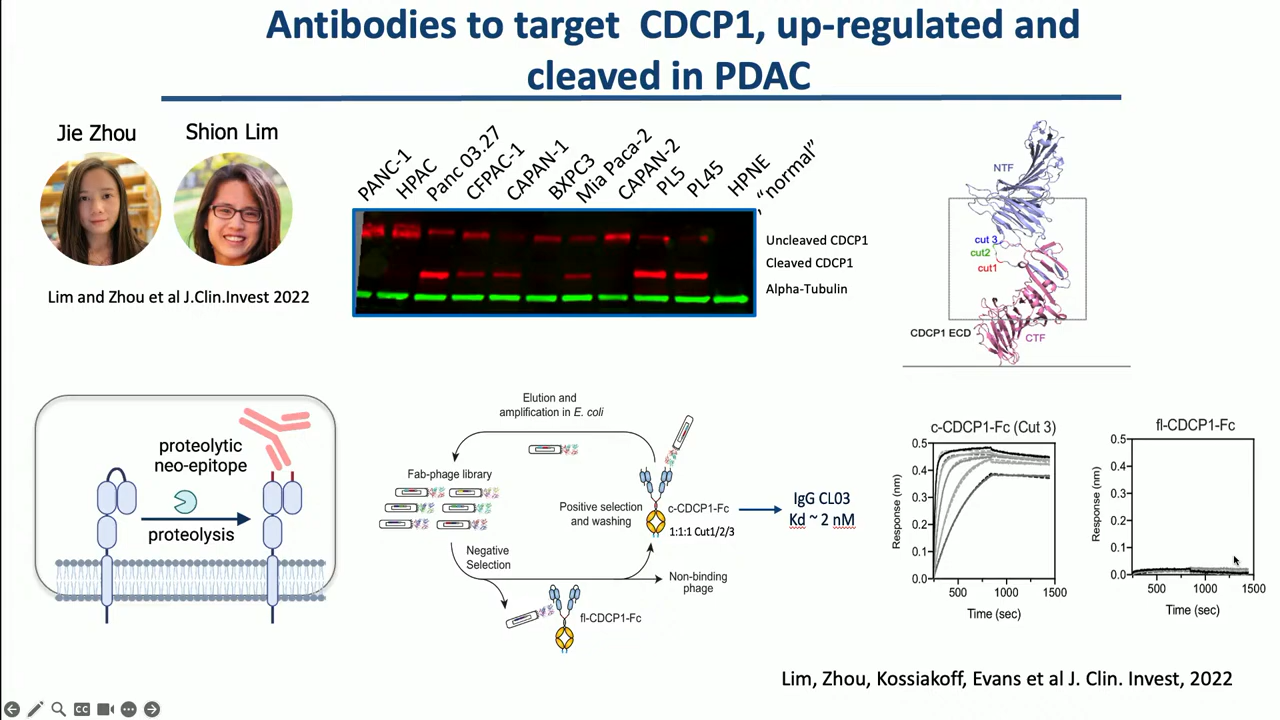 Antibodies to target CDCP1, up-regulated and
cleaved in PDAC
Jie Zhou
Shion Lim
Lim and Zhou et al J.Clin.Invest 2022
PANC-1
HPAC
Panc 03.27
CFPAC-1
CAPAN-1
BXPC3
Mia Paca-2
CAPAN-2
PL5
PL45
HPNE
“normal”
Uncleaved CDCP1
Cleaved CDCP1
Alpha-Tubulin
NTF
cut 3
cut2
cut1
CDCP1 ECD
CTF
proteolytic
neo-epitope
proteolysis
Elution and
amplification in E. coli
Fab-phage library
Positive selection
and washing
c-CDCP1-Fc
1:1:1 Cut1/2/3
Negative
Selection
Non-binding
phage
fl-CDCP1-Fc
IgG CL03
Kd ~ 2 nM
c-CDCP1-Fc (Cut 3)
Response (nm)
0.5
0.4
0.3
0.2
0.1
0.0
500 1000 1500
Time (sec)
fl-CDCP1-Fc
Response (nm)
0.5
0.4
0.3
0.2
0.1
0.0
500 1000 1500
Time (sec)
Lim, Zhou, Kossiakoff, Evans et al J. Clin. Invest, 2022
CC